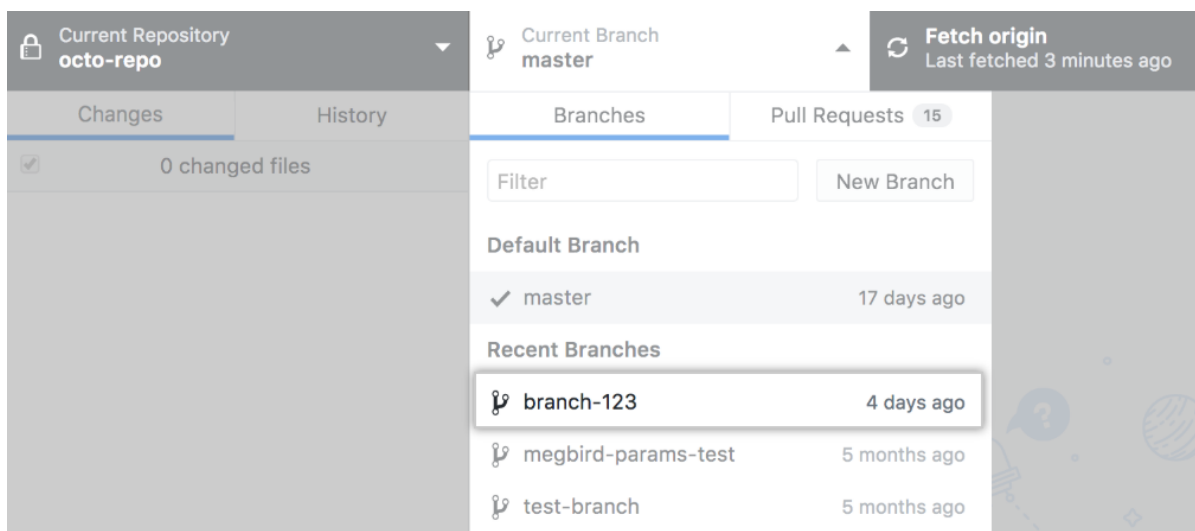 Current Repository
octo-repo
Current Branch
master
Fetch origin
Last fetched 3 minutes ago
Changes
History
Branches
Pull Requests 15
0 changed files
Filter
New Branch
Default Branch
master 17 days ago
Recent Branches
branch-123 4 days ago
megbird-params-test 5 months ago
test-branch 5 months ago
?